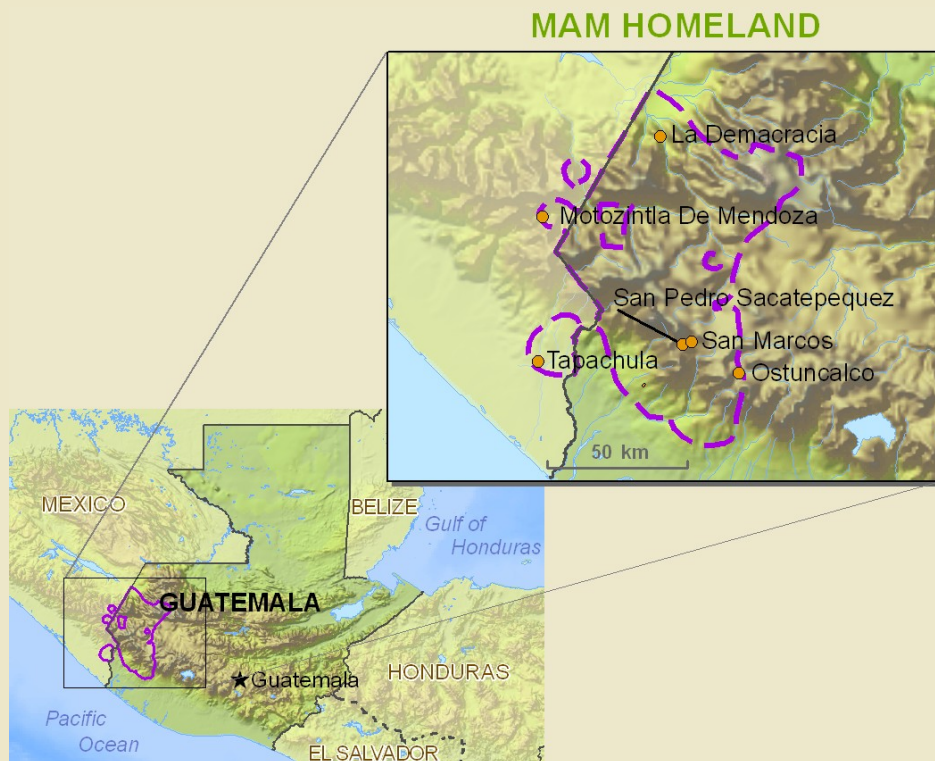 MAM HOMELAND
La Demacracia
Motozintla De Mendoza
San Pedro Sacatepequez
San Marcos
Tapachula
Ostuncalco
50 km
MEXICO
BELIZE
Gulf of
Honduras
GUATEMALA
HONDURAS
Guatemala
Pacific
Ocean
EL SALVADOR